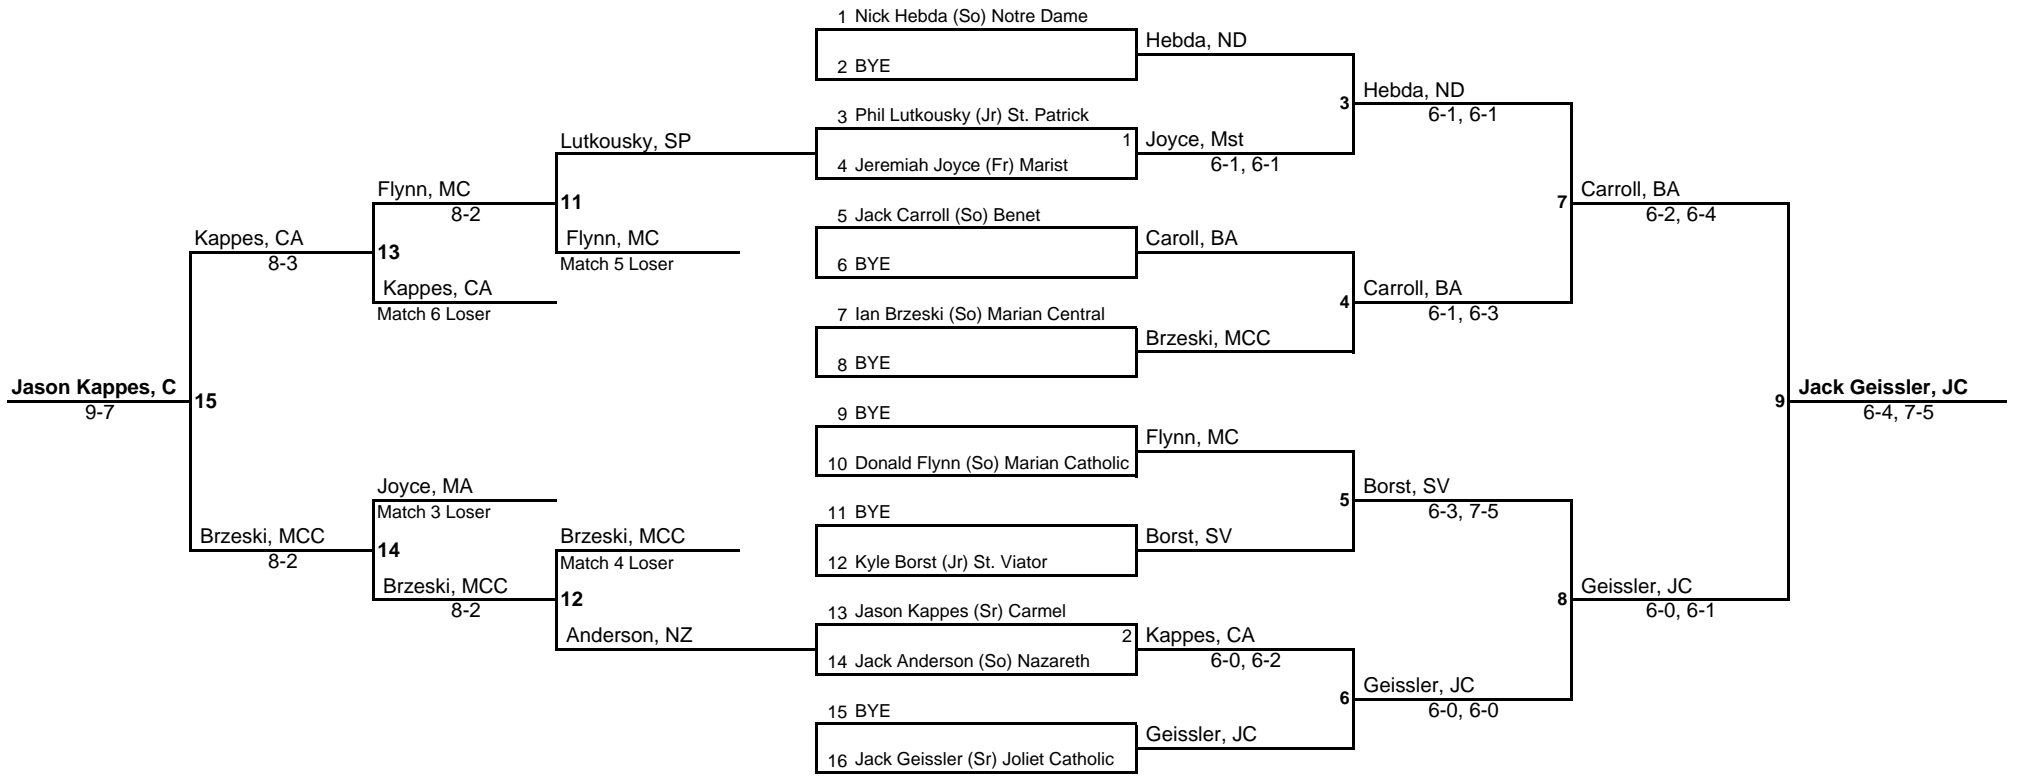 1 Nick Hebda (So) Notre Dame
Hebda, ND
2 BYE
Hebda, ND
3
6-1, 6-1
3 Phil Lutkousky (Jr) St. Patrick
Lutkousky, SP
1 Joyce, Mst
4 Jeremiah Joyce (Fr) Marist
6-1, 6-1
Flynn, MC
8-2
11
7
Carroll, BA
6-2, 6-4
5 Jack Carroll (So) Benet
Kappes, CA
8-3
13
Flynn, MC
Match 5 Loser
Caroll, BA
6 BYE
Kappes, CA
Match 6 Loser
4
Carroll, BA
6-1, 6-3
7 Ian Brzeski (So) Marian Central
Brzeski, MCC
8 BYE
Jason Kappes, C
9-7
15
9
Jack Geissler, JC
6-4, 7-5
9 BYE
Flynn, MC
10 Donald Flynn (So) Marian Catholic
Joyce, MA
Match 3 Loser
5
Borst, SV
6-3, 7-5
11 BYE
Brzeski, MCC
8-2
14
Brzeski, MCC
Match 4 Loser
Borst, SV
12 Kyle Borst (Jr) St. Viator
Brzeski, MCC
8-2
12
8
Geissler, JC
6-0, 6-1
13 Jason Kappes (Sr) Carmel
Anderson, NZ
2 Kappes, CA
14 Jack Anderson (So) Nazareth
6-0, 6-2
6
Geissler, JC
6-0, 6-0
15 BYE
Geissler, JC
16 Jack Geissler (Sr) Joliet Catholic